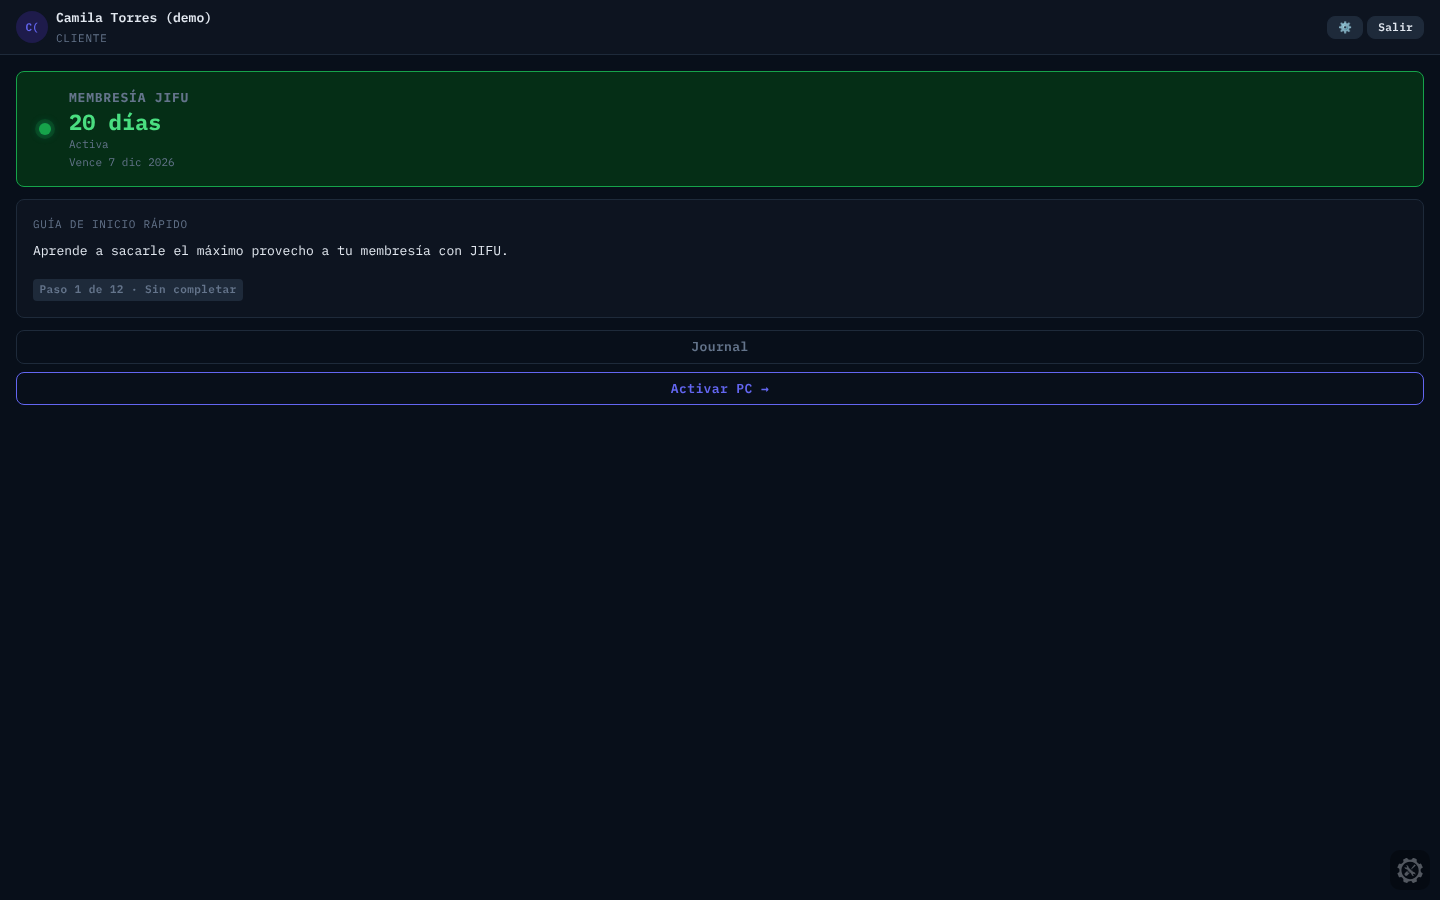 C(
Camila Torres (demo)
CLIENTE
Salir
MEMBRESÍA JIFU
20 días
Activa
Vence 7 dic 2026
GUÍA DE INICIO RÁPIDO
Aprende a sacarle el máximo provecho a tu membresía con JIFU.
Paso 1 de 12 · Sin completar
Journal
Activar PC →